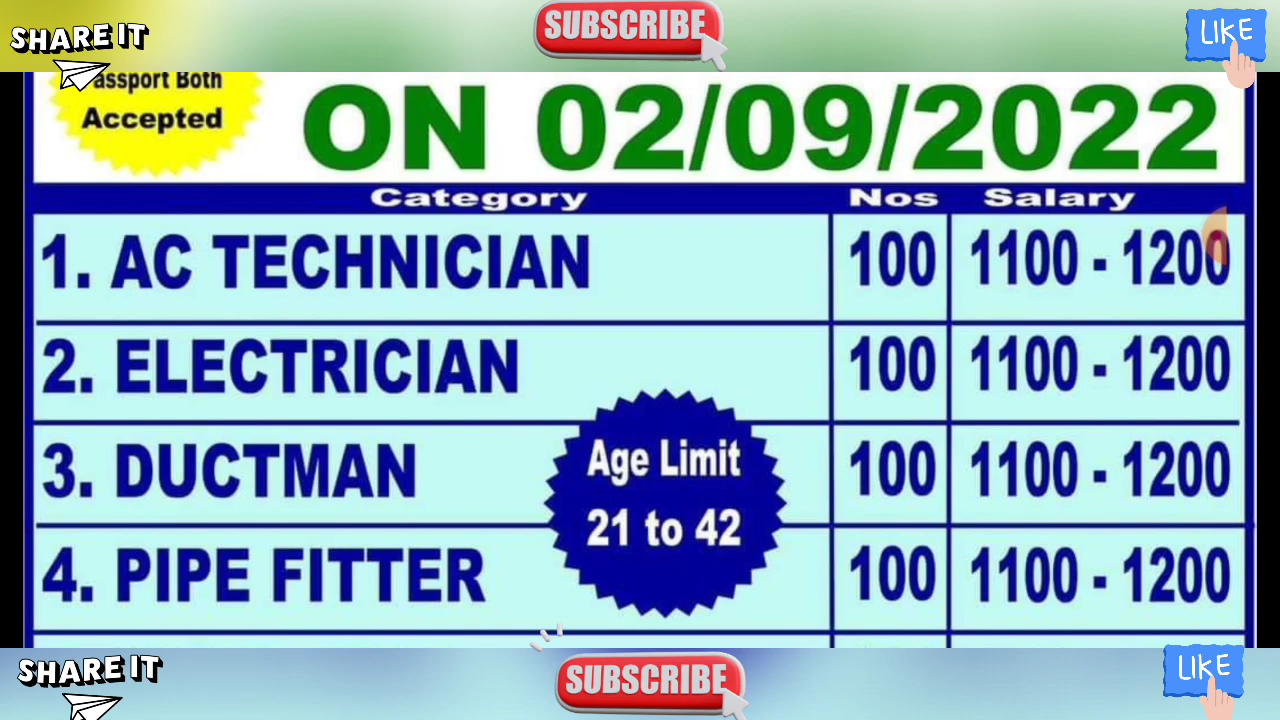 SHARE IT
SUBSCRIBE
LIKE
assport Both
Accepted
ON 02/09/2022
Category Nos Salary
1. AC TECHNICIAN 100 1100 - 1200
2. ELECTRICIAN 100 1100 - 1200
3. DUCTMAN 100 1100 - 1200
Age Limit
21 to 42
4. PIPE FITTER 100 1100 - 1200
SHARE IT
SUBSCRIBE
LIKE